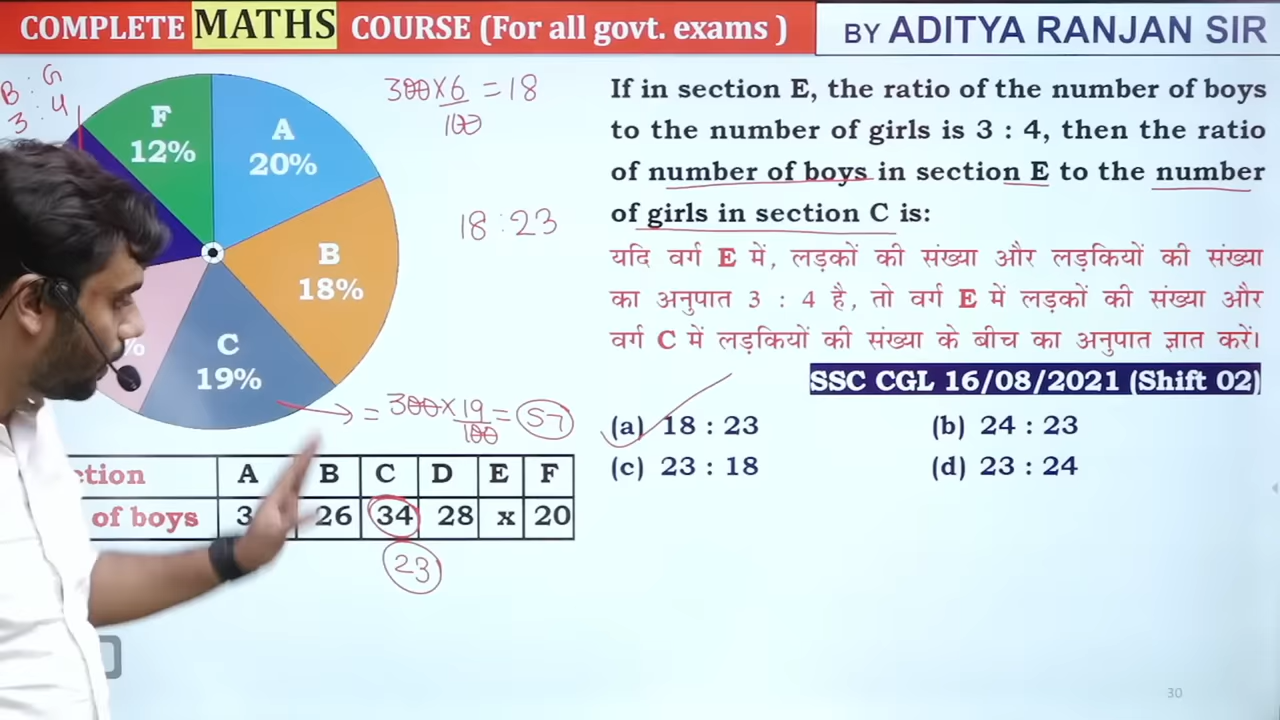 COMPLETE MATHS COURSE (For all govt. exams )
BY ADITYA RANJAN SIR
B : G
3 : 4
F
12%
A
20%
B
18%
C
19%
%
300×6/100 = 18
18:23
= 300×19/100 = 57
If in section E, the ratio of the number of boys
to the number of girls is 3 : 4, then the ratio
of number of boys in section E to the number
of girls in section C is:
यदि वर्ग E में, लड़कों की संख्या और लड़कियों की संख्या
का अनुपात 3 : 4 है, तो वर्ग E में लड़कों की संख्या और
वर्ग C में लड़कियों की संख्या के बीच का अनुपात ज्ञात करें।
SSC CGL 16/08/2021 (Shift 02)
(a) 18 : 23 (b) 24 : 23
(c) 23 : 18 (d) 23 : 24
A B C D E F
of boys 3 26 34 28 x 20
23
30